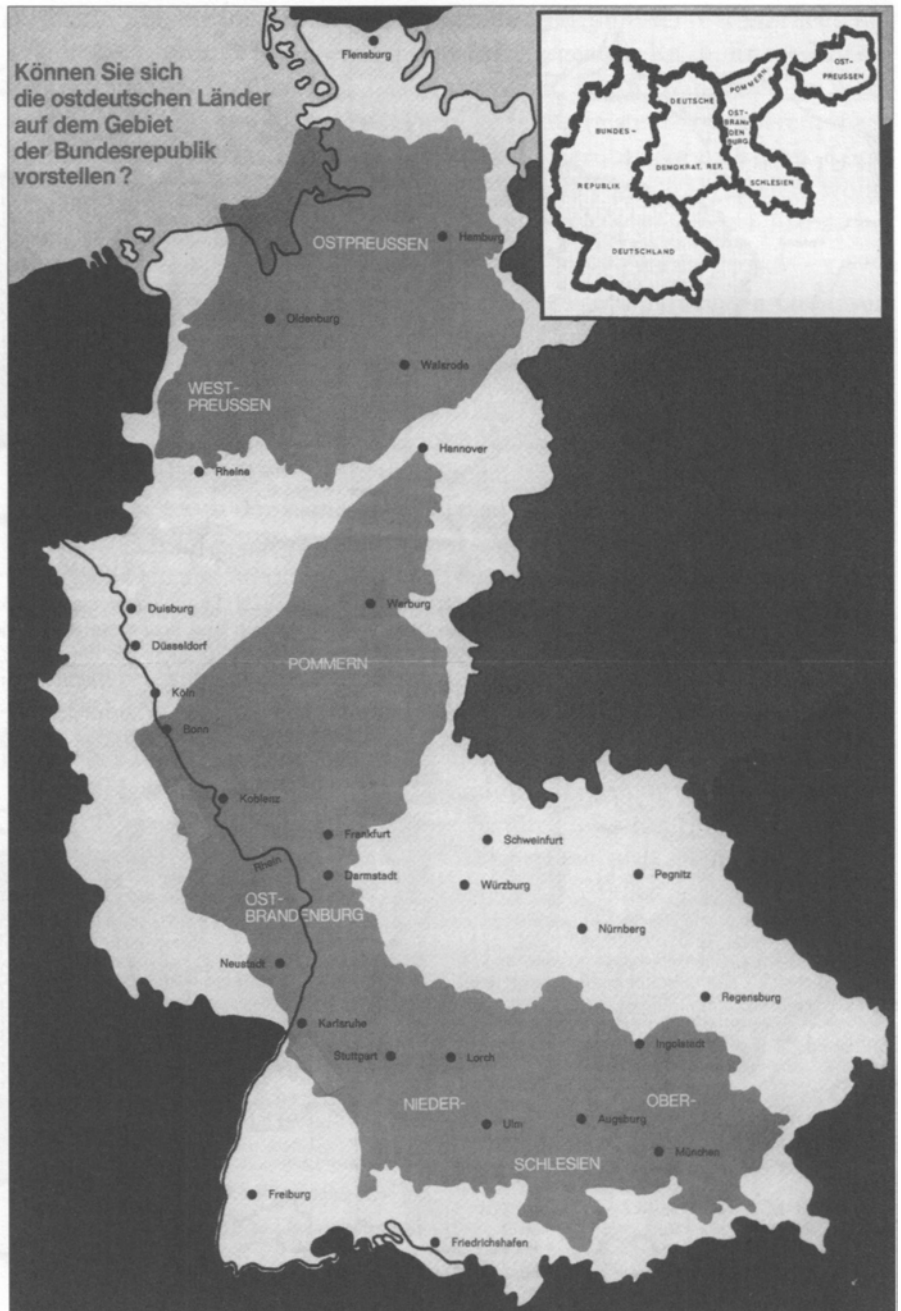 Können Sie sich
die ostdeutschen Länder
auf dem Gebiet
der Bundesrepublik
vorstellen?
Flensburg
OST-
PREUSSEN
POMMERN
DEUTSCHE
OST-
BRAN-
DEN
BURG
BUNDES-
DEMOKRAT. REP.
REPUBLIK
SCHLESIEN
DEUTSCHLAND
OSTPREUSSEN
Hamburg
Oldenburg
Walsrode
WEST-
PREUSSEN
Hannover
Rheine
Duisburg
Warburg
Düsseldorf
POMMERN
Köln
Bonn
Koblenz
Frankfurt
Schweinfurt
Rhein
Darmstadt
Würzburg
Pegnitz
OST-
BRANDENBURG
Nürnberg
Neustadt
Regensburg
Karlsruhe
Ingolstadt
Stuttgart
Lorch
NIEDER-
OBER-
Ulm
Augsburg
SCHLESIEN
München
Freiburg
Friedrichshafen